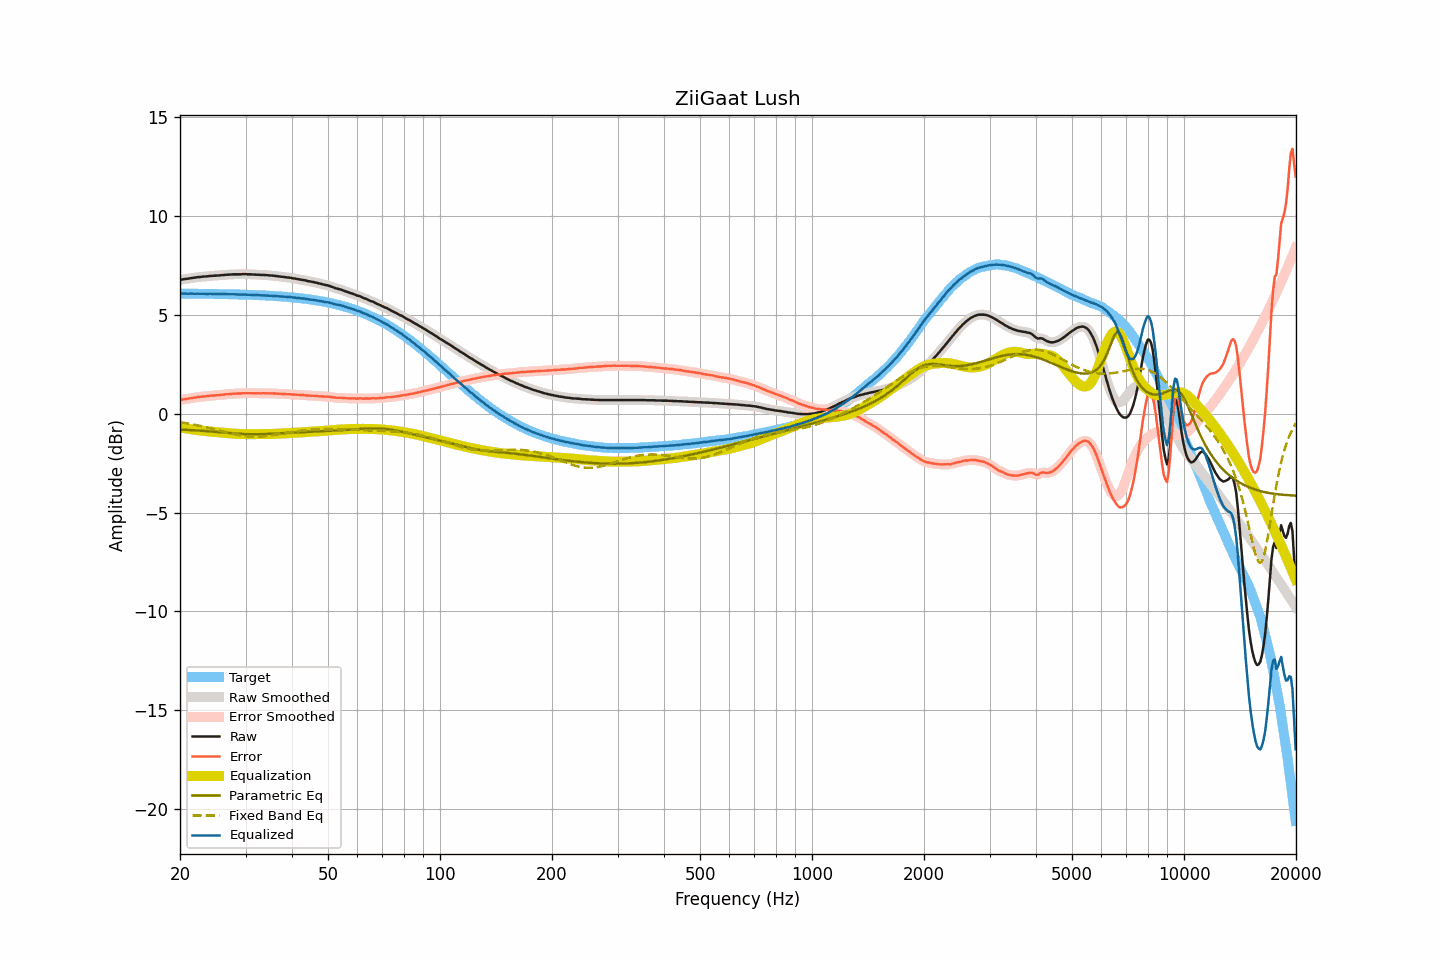 ZiiGaat Lush
15
10
5
0
−5
−10
−15
−20
Amplitude (dBr)
Target
Raw Smoothed
Error Smoothed
Raw
Error
Equalization
Parametric Eq
Fixed Band Eq
Equalized
20 50 100 200 500 1000 2000 5000 10000 20000
Frequency (Hz)